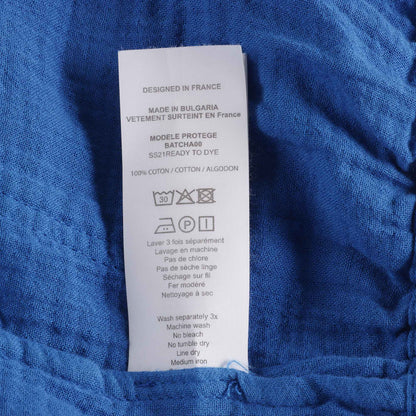 DESIGNED IN FRANCE
MADE IN BULGARIA
VETEMENT SURTEINT EN France
MODELE PROTEGE
BATCHA00
SS21READY TO DYE
100% COTON / COTTON / ALGODON
30
P
Laver 3 fois séparément
Lavage en machine
Pas de chlore
Pas de sèche linge
Séchage sur fil
Fer modéré
Nettoyage à sec
Wash separately 3x
Machine wash
No bleach
No tumble dry
Line dry
Medium iron